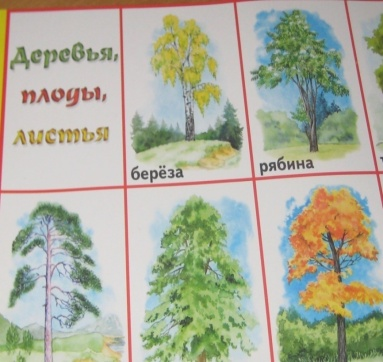 Деревья,
плоды,
листья
берёза
рябина